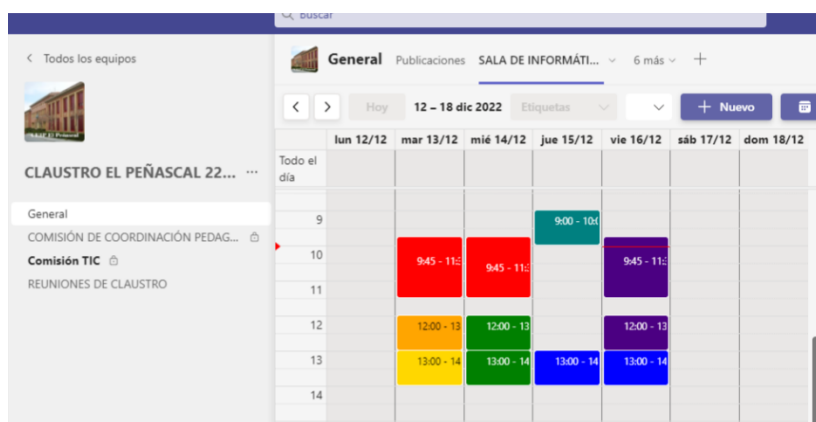 Buscar
Todos los equipos
CLAUSTRO EL PEÑASCAL 22... ...
General
COMISIÓN DE COORDINACIÓN PEDAG...
Comisión TIC
REUNIONES DE CLAUSTRO
General Publicaciones SALA DE INFORMÁTI... 6 más
Hoy 12 – 18 dic 2022 Etiquetas + Nuevo
lun 12/12 mar 13/12 mié 14/12 jue 15/12 vie 16/12 sáb 17/12 dom 18/12
Todo el
día
9 9:00 - 10:(
10
9:45 - 11:3 9:45 - 11:3 9:45 - 11:3
11
12 12:00 - 13 12:00 - 13 12:00 - 13
13 13:00 - 14 13:00 - 14 13:00 - 14 13:00 - 14
14